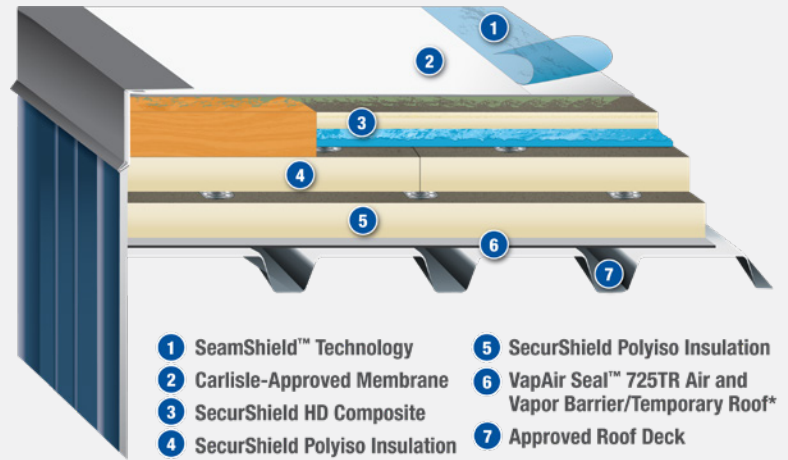 1
2
3
4
5
6
7
1 SeamShield™ Technology
2 Carlisle-Approved Membrane
3 SecurShield HD Composite
4 SecurShield Polyiso Insulation
5 SecurShield Polyiso Insulation
6 VapAir Seal™ 725TR Air and
Vapor Barrier/Temporary Roof*
7 Approved Roof Deck